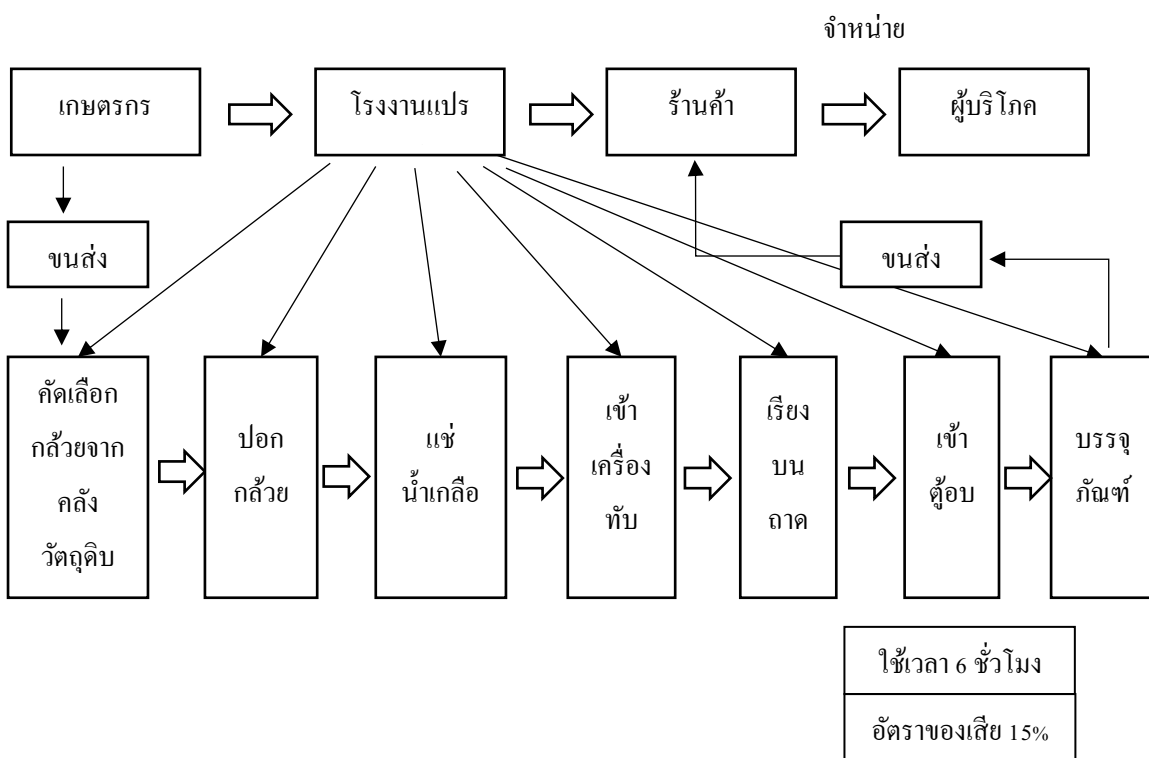 จำหน่าย
เกษตรกร
โรงงานแปร
ร้านค้า
ผู้บริโภค
ขนส่ง
ขนส่ง
คัดเลือก
กล้วยจาก
คลัง
วัตถุดิบ
ปอก
กล้วย
แช่
น้ำเกลือ
เข้า
เครื่อง
ทับ
เรียง
บน
ถาด
เข้า
ตู้อบ
บรรจุ
ภัณฑ์
ใช้เวลา 6 ชั่วโมง
อัตราของเสีย 15%